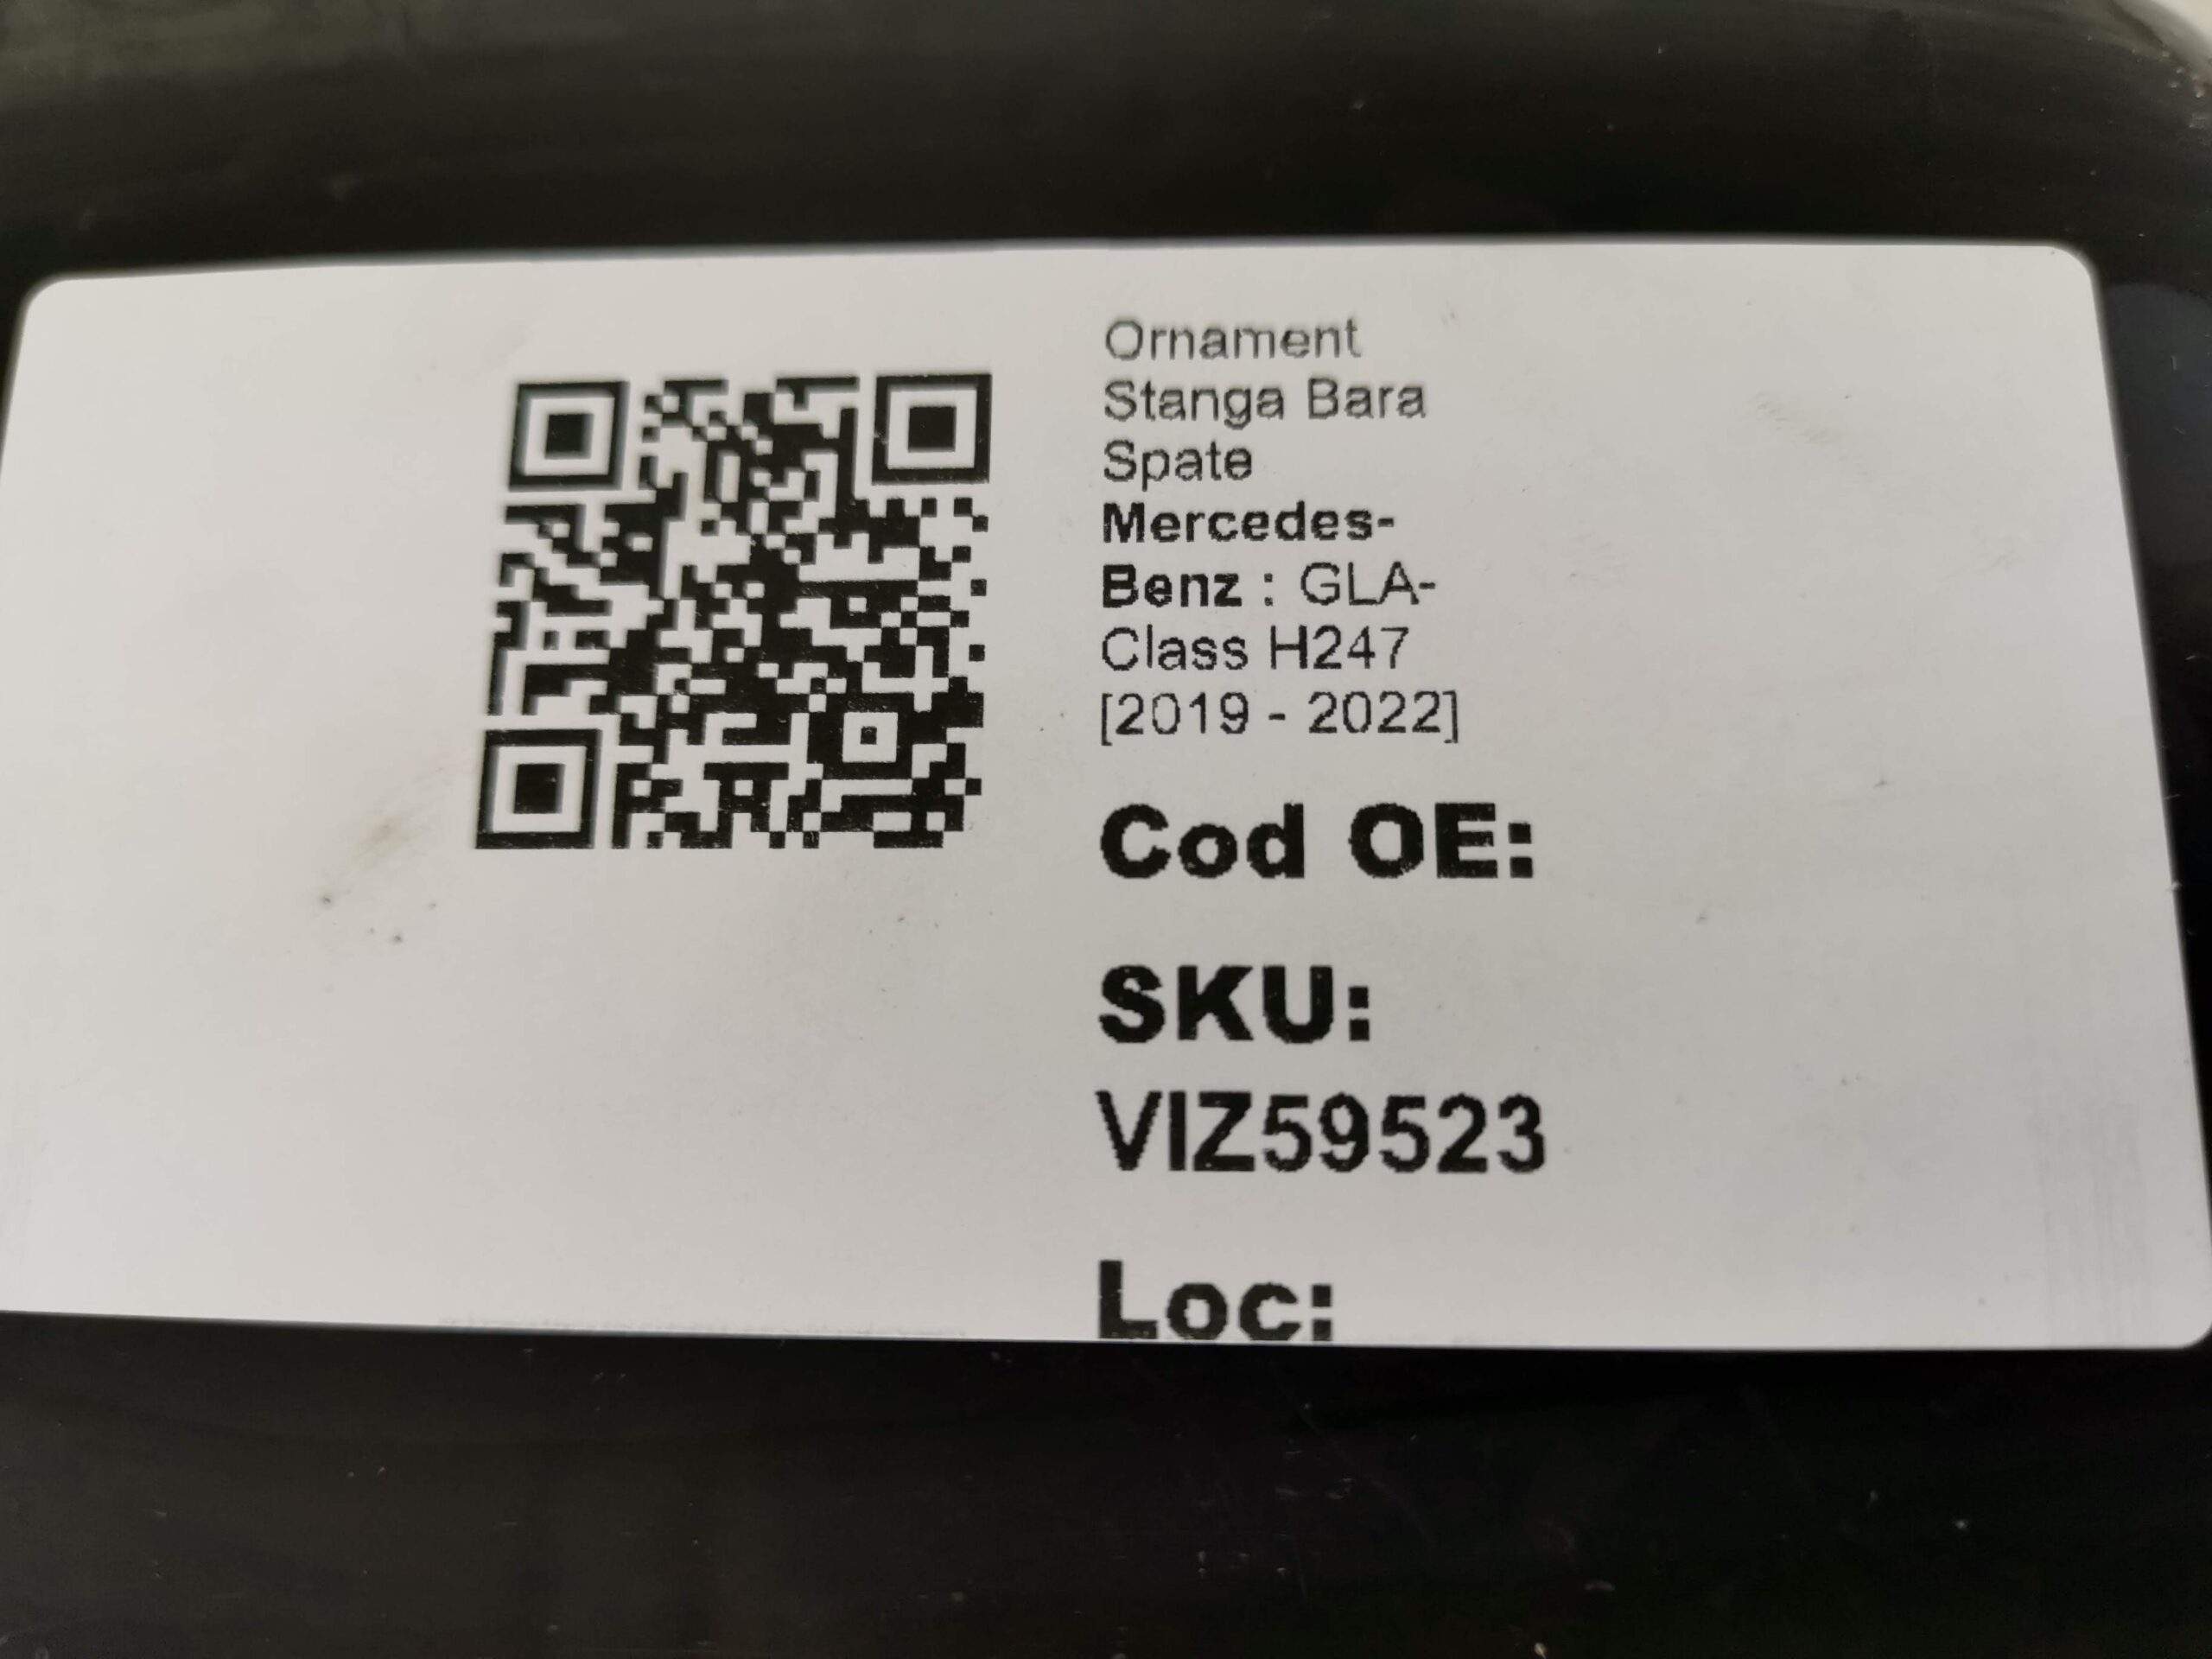 Ornament
Stanga Bara
Spate
Mercedes-
Benz : GLA-
Class H247
[2019 - 2022]
Cod OE:
SKU:
VIZ59523
Loc: